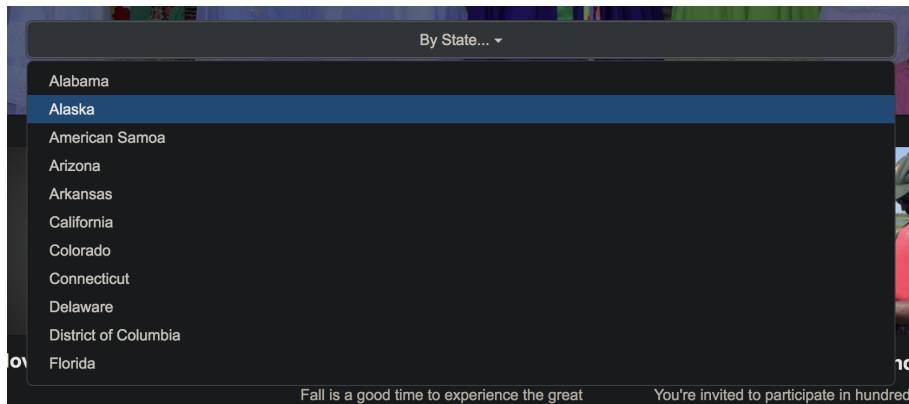 By State...
Alabama
Alaska
American Samoa
Arizona
Arkansas
California
Colorado
Connecticut
Delaware
District of Columbia
Florida
Fall is a good time to experience the great
You're invited to participate in hundred